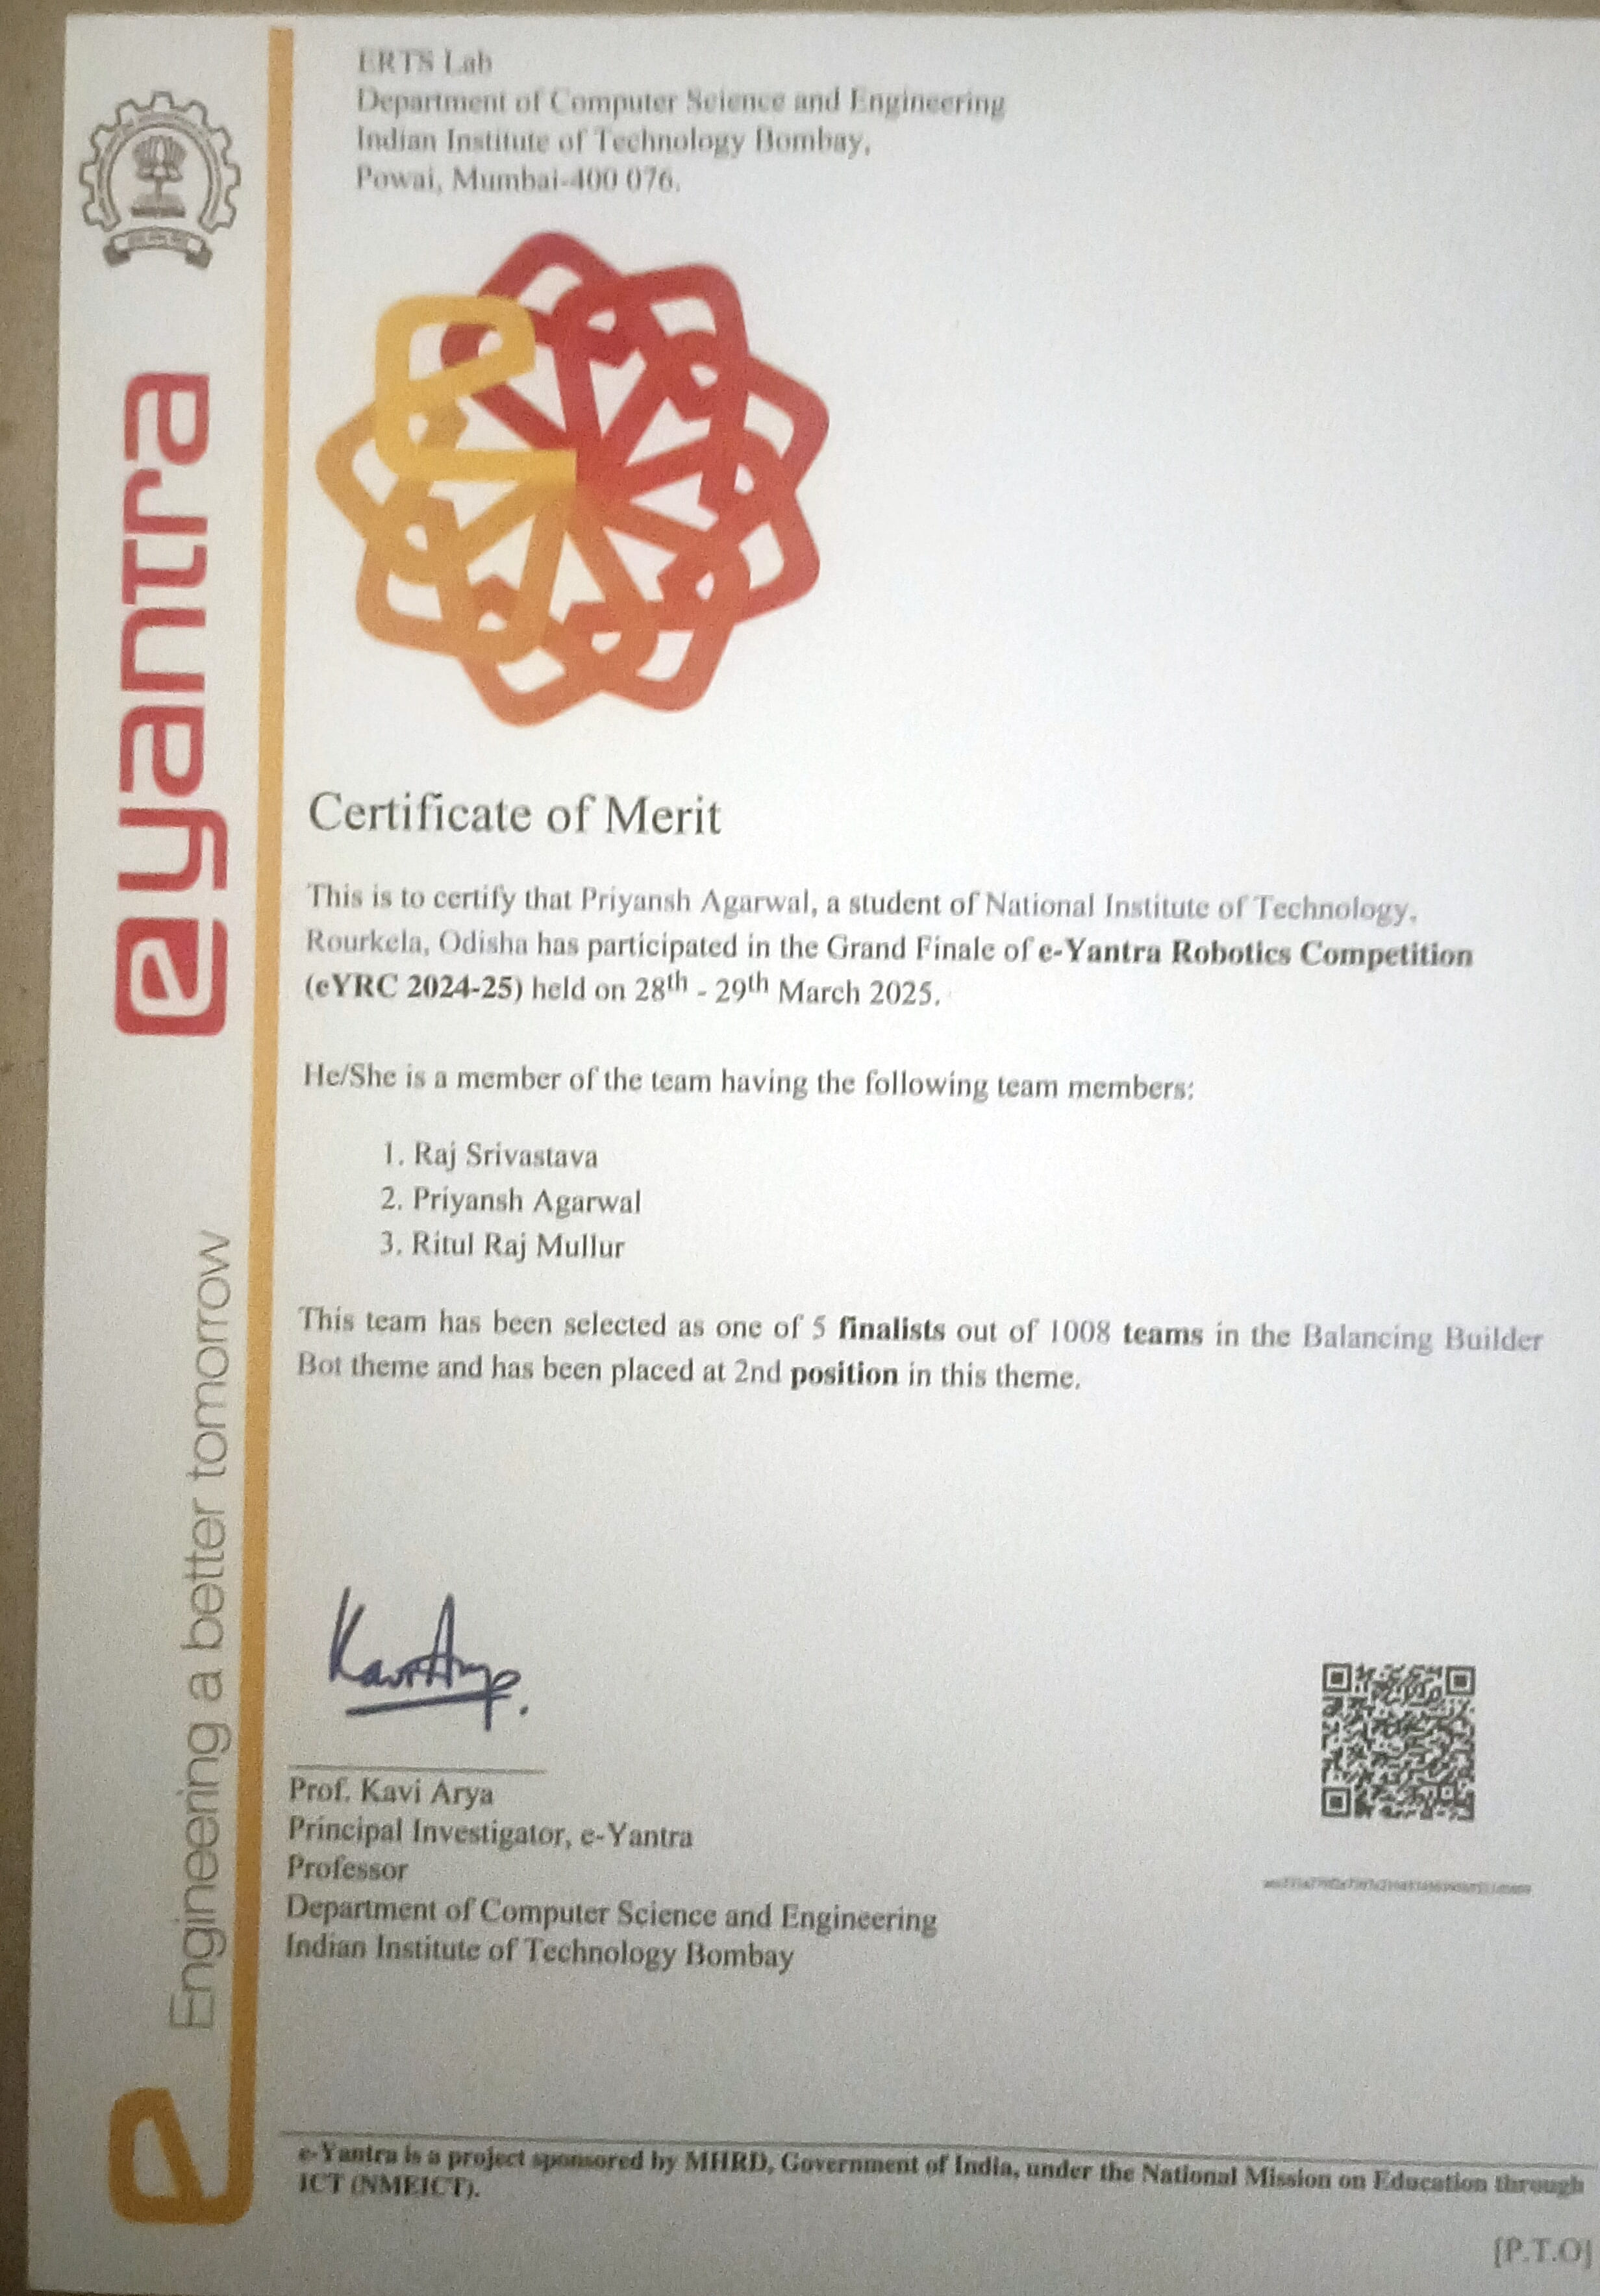 ERTS Lab
Department of Computer Science and Engineering
Indian Institute of Technology Bombay,
Powai, Mumbai-400 076.
eyantra
Engineering a better tomorrow
Certificate of Merit
This is to certify that Priyansh Agarwal, a student of National Institute of Technology,
Rourkela, Odisha has participated in the Grand Finale of e-Yantra Robotics Competition
(eYRC 2024-25) held on 28th - 29th March 2025.
He/She is a member of the team having the following team members:
1. Raj Srivastava
2. Priyansh Agarwal
3. Ritul Raj Mullur
This team has been selected as one of 5 finalists out of 1008 teams in the Balancing Builder
Bot theme and has been placed at 2nd position in this theme.
Kavi Arya.
Prof. Kavi Arya
Principal Investigator, e-Yantra
Professor
Department of Computer Science and Engineering
Indian Institute of Technology Bombay
e-Yantra is a project sponsored by MHRD, Government of India, under the National Mission on Education through
ICT (NMEICT).
[P.T.O]